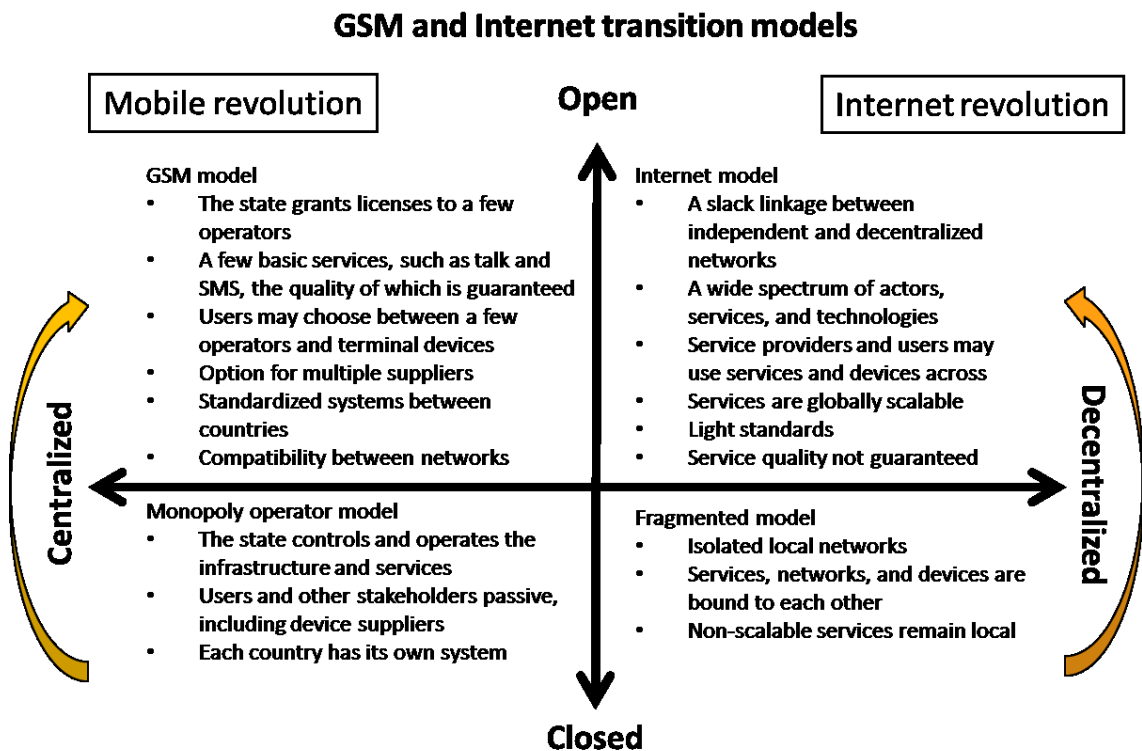 GSM and Internet transition models
Mobile revolution
Open
Internet revolution
GSM model
• The state grants licenses to a few
operators
• A few basic services, such as talk and
SMS, the quality of which is guaranteed
• Users may choose between a few
operators and terminal devices
• Option for multiple suppliers
• Standardized systems between
countries
• Compatibility between networks
Internet model
• A slack linkage between
independent and decentralized
networks
• A wide spectrum of actors,
services, and technologies
• Service providers and users may
use services and devices across
• Services are globally scalable
• Light standards
• Service quality not guaranteed
Centralized
Decentralized
Monopoly operator model
• The state controls and operates the
infrastructure and services
• Users and other stakeholders passive,
including device suppliers
• Each country has its own system
Fragmented model
• Isolated local networks
• Services, networks, and devices are
bound to each other
• Non-scalable services remain local
Closed